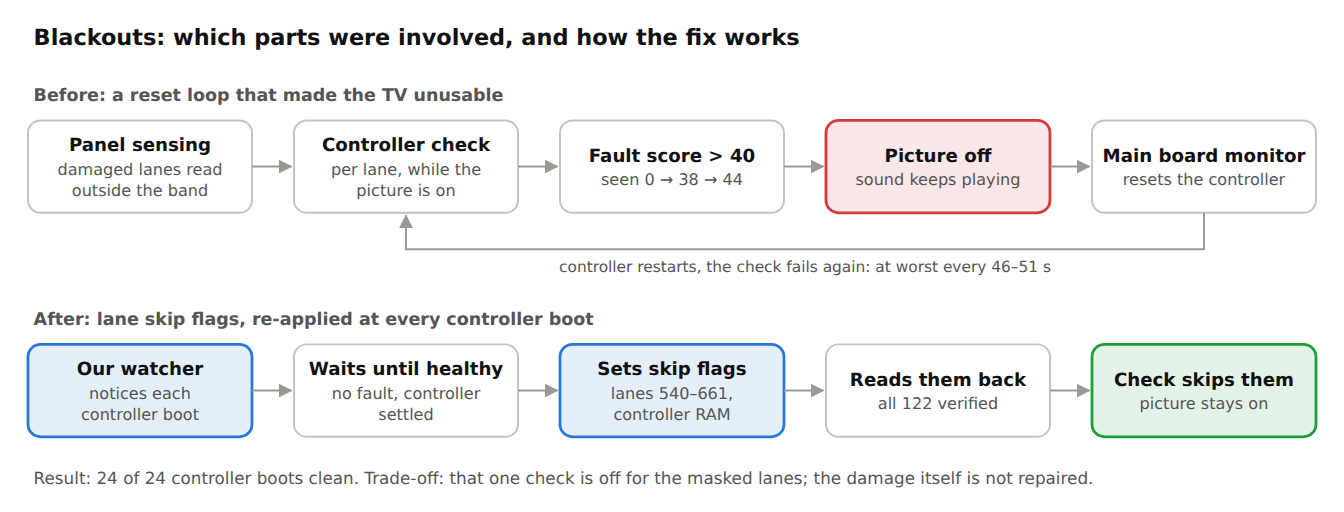 Blackouts: which parts were involved, and how the fix works
Before: a reset loop that made the TV unusable
Panel sensing
damaged lanes read
outside the band
Controller check
per lane, while the
picture is on
Fault score > 40
seen 0 → 38 → 44
Picture off
sound keeps playing
Main board monitor
resets the controller
controller restarts, the check fails again: at worst every 46–51 s
After: lane skip flags, re-applied at every controller boot
Our watcher
notices each
controller boot
Waits until healthy
no fault, controller
settled
Sets skip flags
lanes 540–661,
controller RAM
Reads them back
all 122 verified
Check skips them
picture stays on
Result: 24 of 24 controller boots clean. Trade-off: that one check is off for the masked lanes; the damage itself is not repaired.